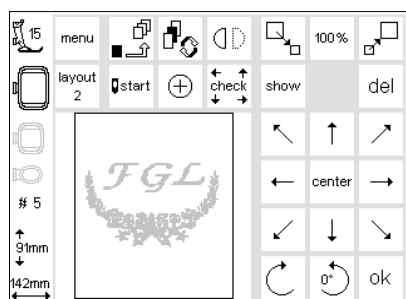 15 menu 100%
layout
2
start check show del
FGL
center
# 5
91mm
142mm 0° ok